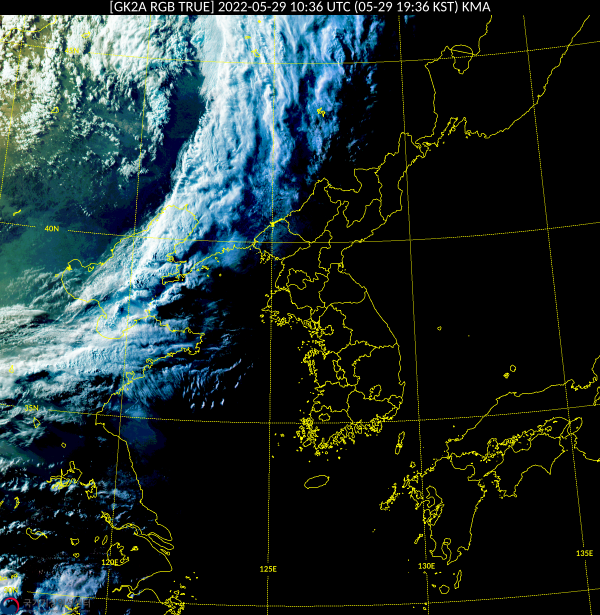 [GK2A RGB TRUE] 2022-05-29 10:36 UTC (05-29 19:36 KST) KMA
40N
35N
120E
125E
130E
135E